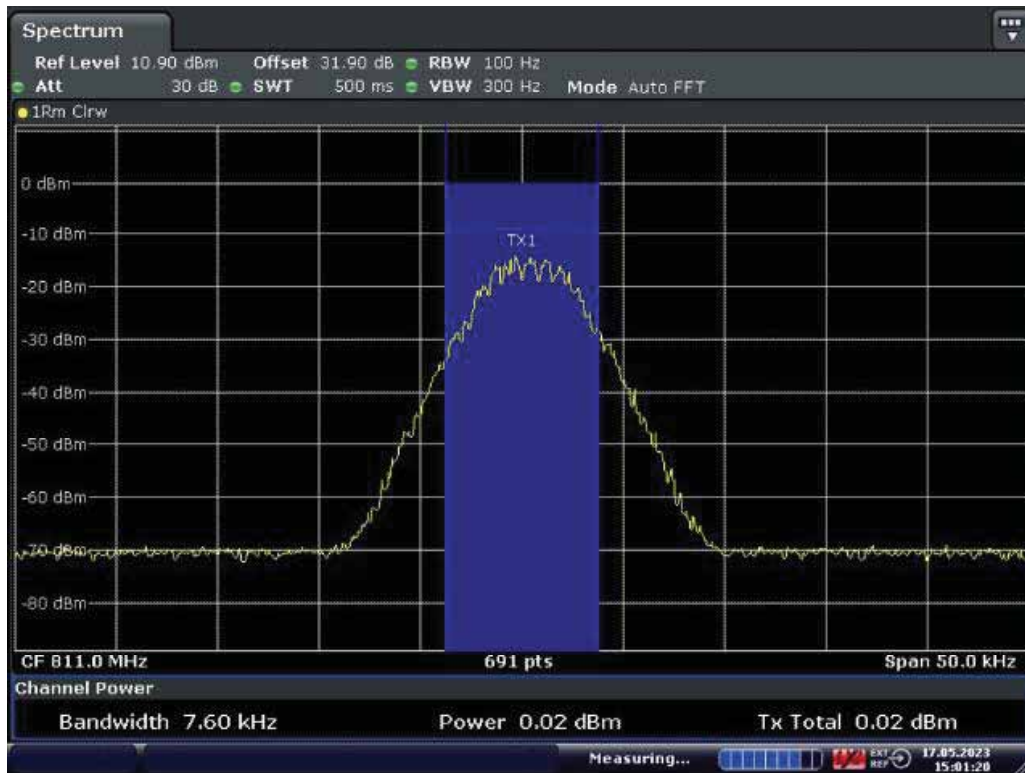 Spectrum
Ref Level 10.90 dBm Offset 31.90 dB RBW 100 Hz
Att 30 dB SWT 500 ms VBW 300 Hz Mode Auto FFT
1Rm Clrw
0 dBm
-10 dBm
TX1
-20 dBm
-30 dBm
-40 dBm
-50 dBm
-60 dBm
-70 dBm
-80 dBm
CF 811.0 MHz 691 pts Span 50.0 kHz
Channel Power
Bandwidth 7.60 kHz Power 0.02 dBm Tx Total 0.02 dBm
Measuring... EXT REF 17.05.2023 15:01:20